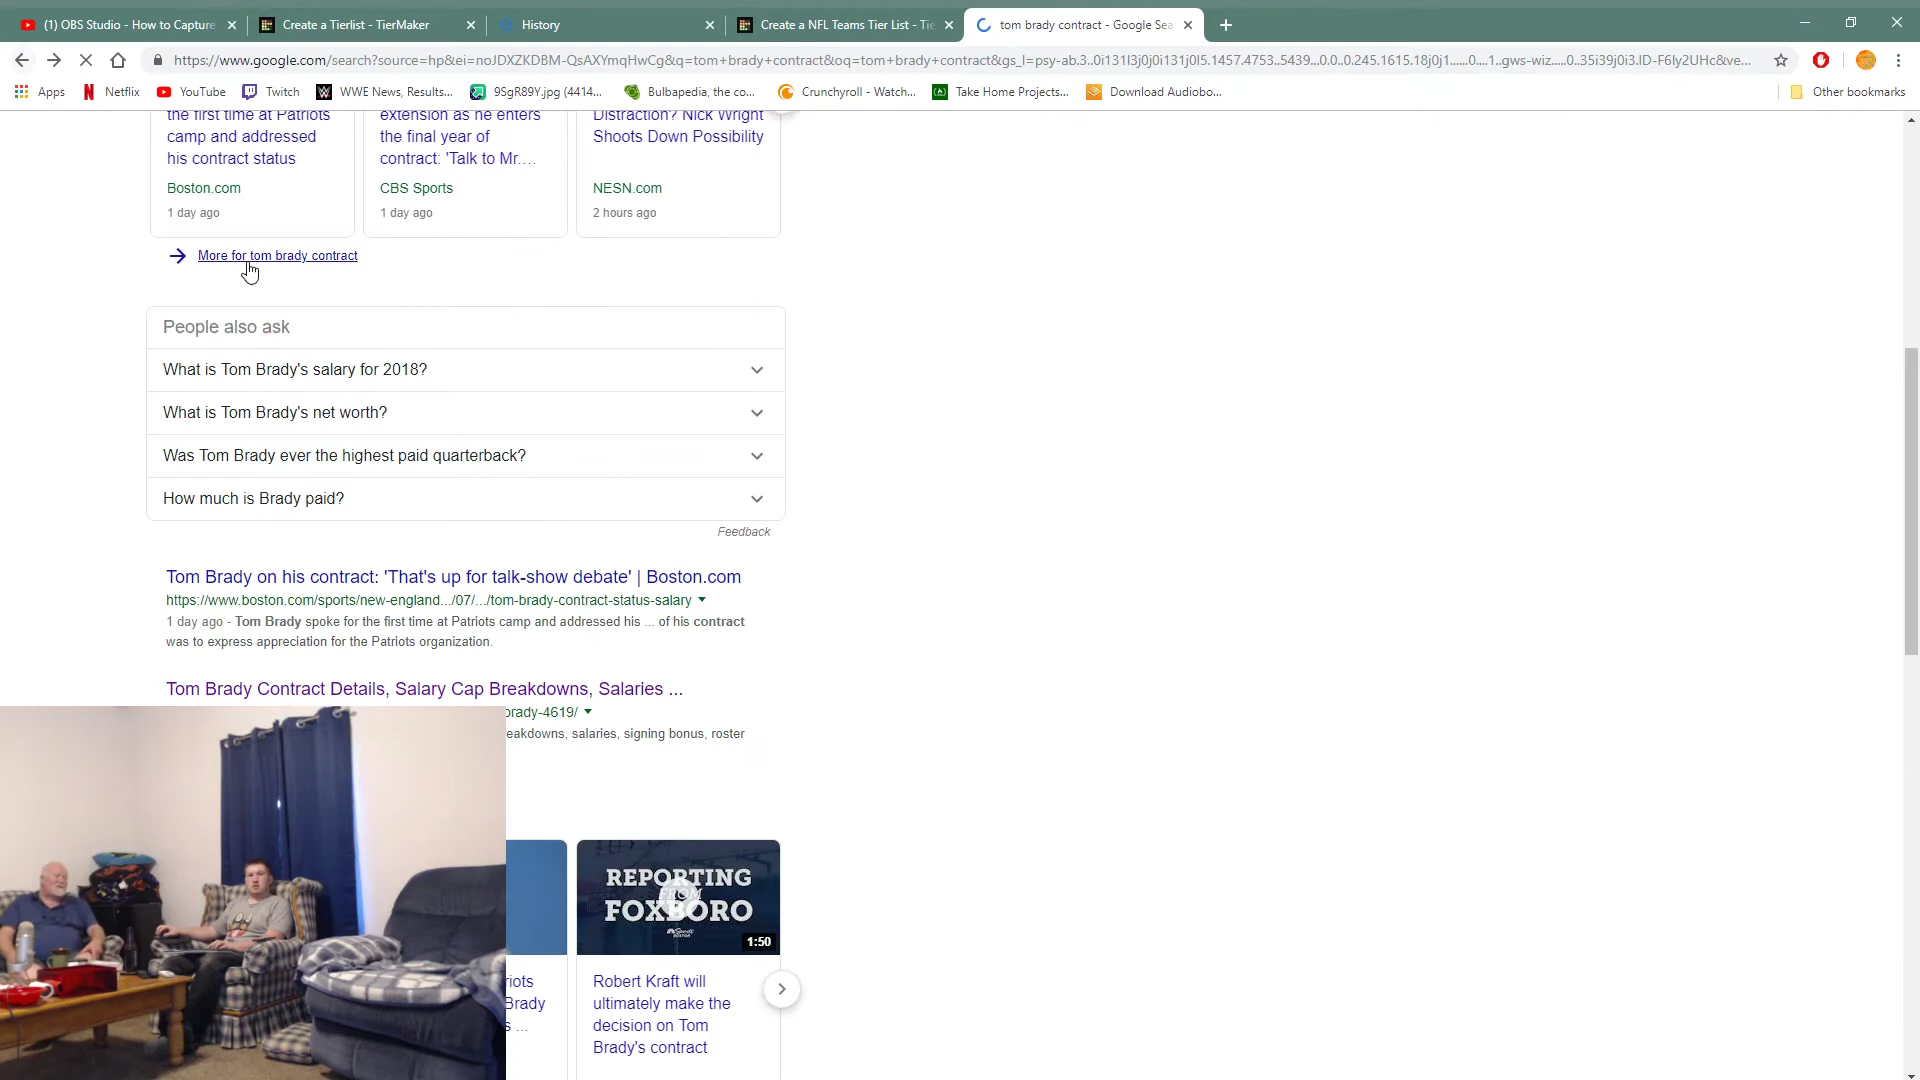 (1) OBS Studio - How to Capture
Create a Tierlist - TierMaker
History
Create a NFL Teams Tier List - Tie
tom brady contract - Google Sea
https://www.google.com/search?source=hp&ei=noJDXZKDBM-QsAXYmqHwCg&q=tom+brady+contract&oq=tom+brady+contract&gs_l=psy-ab.3..0i131l3j0j0i131j0l5.1457.4753..5439...0.0..0.245.1615.18j0j1......0....1..gws-wiz.....0..35i39j0i3.ID-F6Iy2UHc&ve...
Apps
Netflix
YouTube
Twitch
WWE News, Results...
9SgR89Y.jpg (4414...
Bulbapedia, the co...
Crunchyroll - Watch...
Take Home Projects...
Download Audiobo...
Other bookmarks
the first time at Patriots
camp and addressed
his contract status
Boston.com
1 day ago
extension as he enters
the final year of
contract: 'Talk to Mr....
CBS Sports
1 day ago
Distraction? Nick Wright
Shoots Down Possibility
NESN.com
2 hours ago
More for tom brady contract
People also ask
What is Tom Brady's salary for 2018?
What is Tom Brady's net worth?
Was Tom Brady ever the highest paid quarterback?
How much is Brady paid?
Feedback
Tom Brady on his contract: 'That's up for talk-show debate' | Boston.com
https://www.boston.com/sports/new-england.../07/.../tom-brady-contract-status-salary
1 day ago - Tom Brady spoke for the first time at Patriots camp and addressed his ... of his contract
was to express appreciation for the Patriots organization.
Tom Brady Contract Details, Salary Cap Breakdowns, Salaries ...
brady-4619/
eakdowns, salaries, signing bonus, roster
REPORTING
FROM
FOXBORO
1:50
riots
Brady
s ...
Robert Kraft will
ultimately make the
decision on Tom
Brady's contract